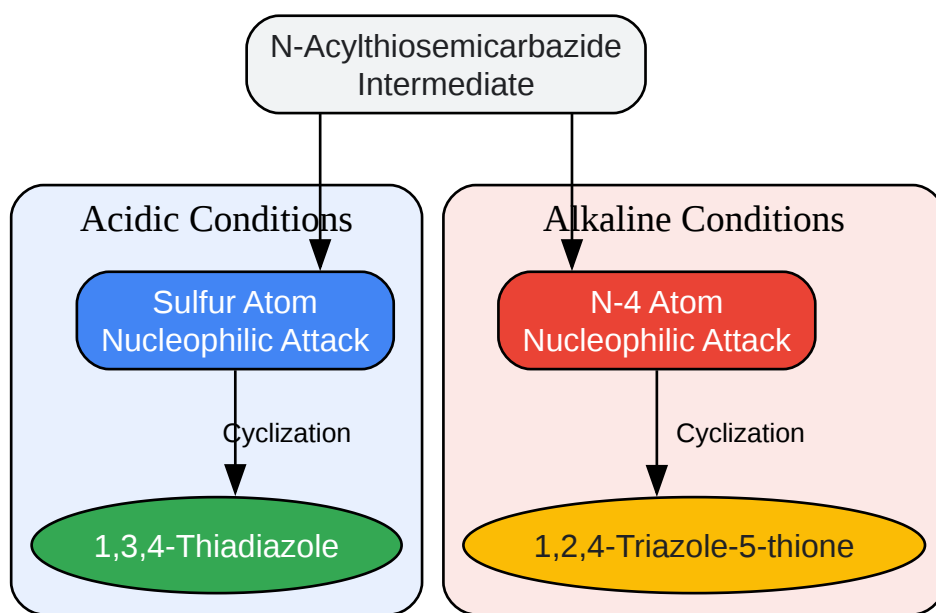 N-Acylthiosemicarbazide
Intermediate
Acidic Conditions
Sulfur Atom
Nucleophilic Attack
Cyclization
1,3,4-Thiadiazole
Alkaline Conditions
N-4 Atom
Nucleophilic Attack
Cyclization
1,2,4-Triazole-5-thione